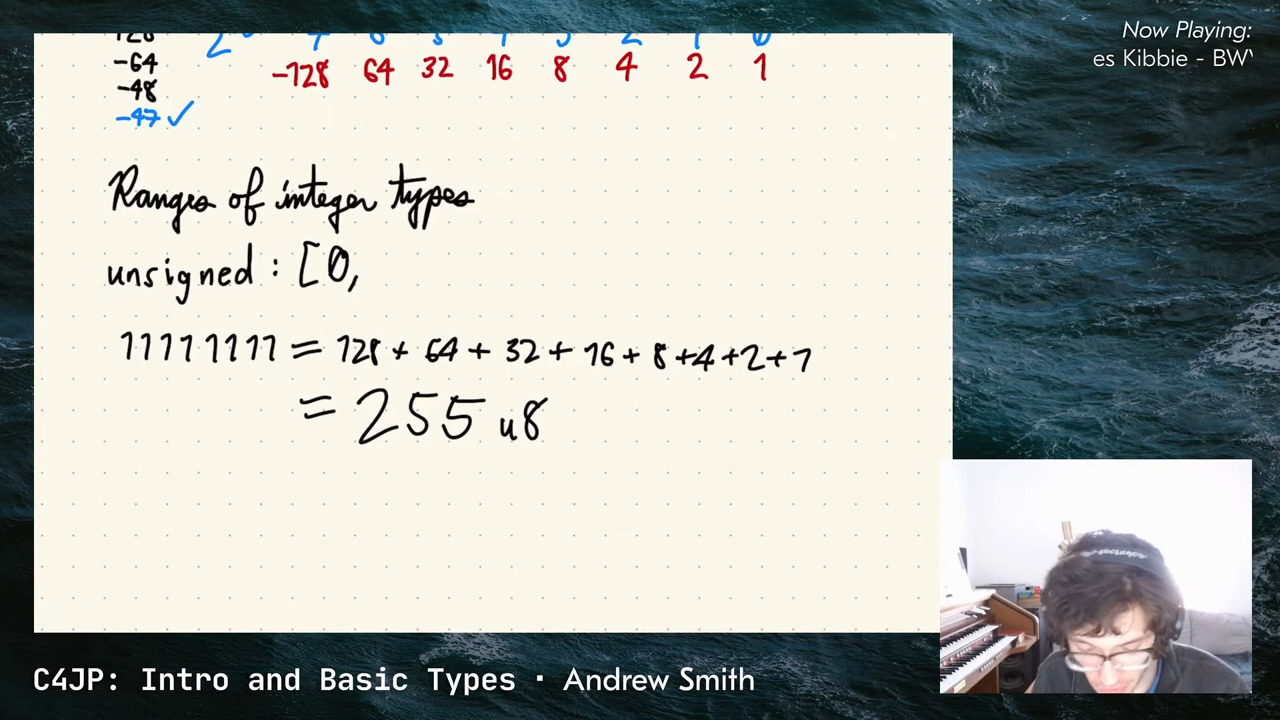 Now Playing:
es Kibbie - BW
-128 64 32 16 8 4 2 1
-64
-48
-47 ✓
Ranges of integer types
unsigned : [0,
11111111 = 128 + 64 + 32 + 16 + 8 + 4 + 2 + 1
= 255 u8
C4JP: Intro and Basic Types · Andrew Smith